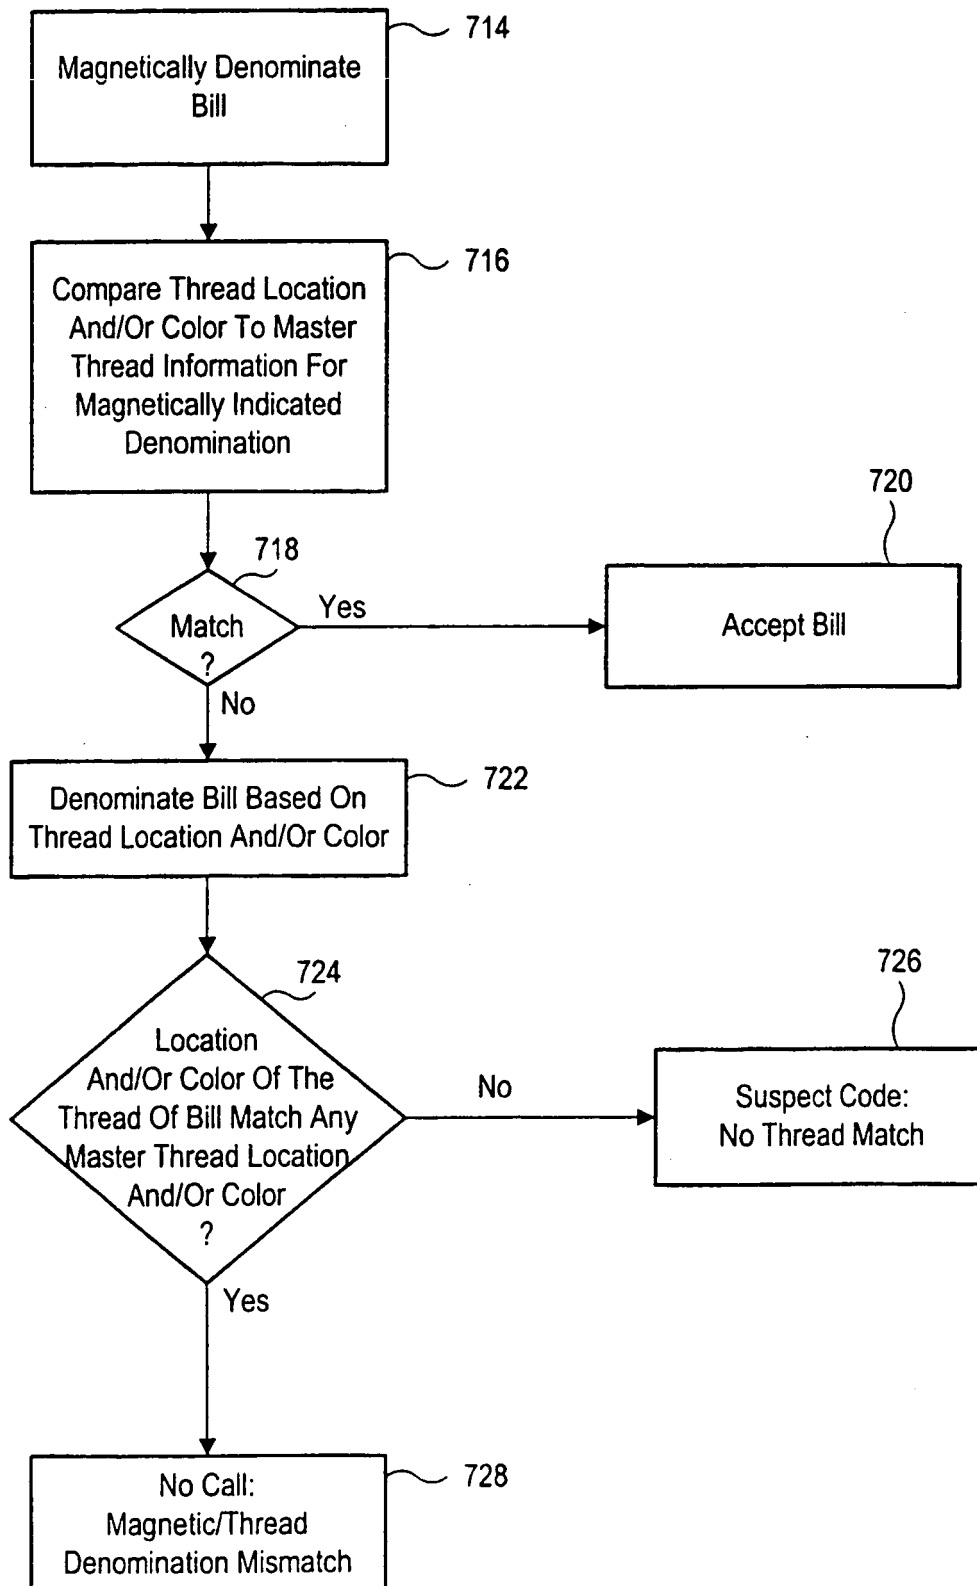 714
Magnetically Denominate
Bill
716
Compare Thread Location
And/Or Color To Master
Thread Information For
Magnetically Indicated
Denomination
718
Match
?
Yes
720
Accept Bill
No
722
Denominate Bill Based On
Thread Location And/Or Color
724
Location
And/Or Color Of The
Thread Of Bill Match Any
Master Thread Location
And/Or Color
?
No
726
Suspect Code:
No Thread Match
Yes
728
No Call:
Magnetic/Thread
Denomination Mismatch